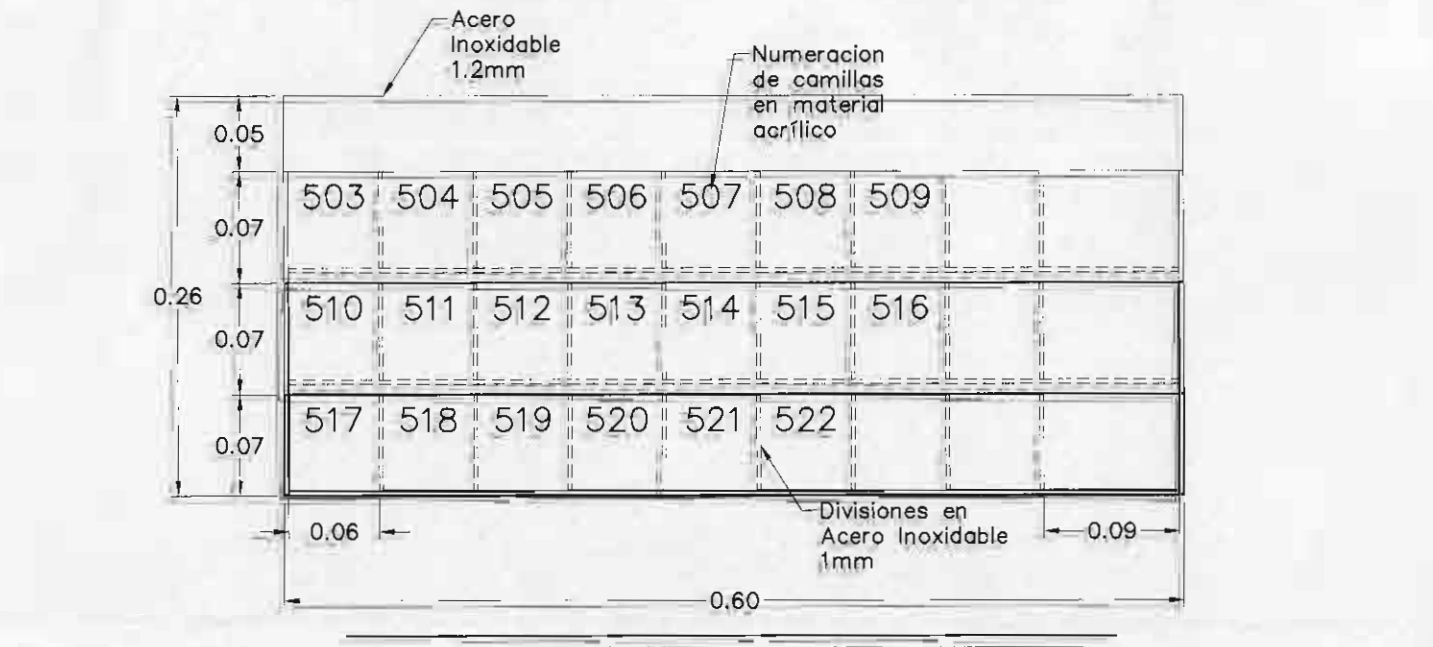 Acero
Inoxidable
1.2mm
Numeracion
de camillas
en material
acrílico
0.05
503 504 505 506 507 508 509
0.07
0.26
510 511 512 513 514 515 516
0.07
517 518 519 520 521 522
0.07
Divisiones en
Acero Inoxidable
1mm
0.06
0.09
0.60